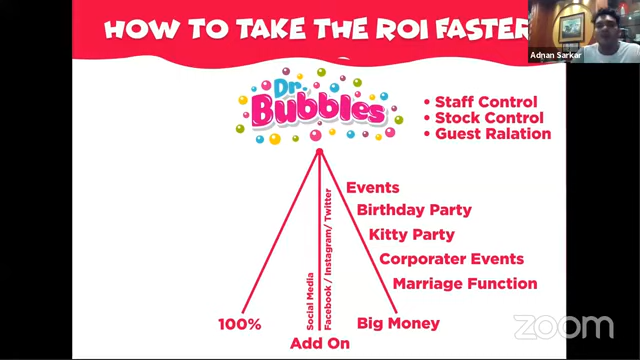 HOW TO TAKE THE ROI FASTER
Adnan Sarkar
Dr.
Bubbles
• Staff Control
• Stock Control
• Guest Ralation
Events
Birthday Party
Kitty Party
Corporater Events
Marriage Function
Social Media
Facebook / Instagram/ Twitter
100%
Big Money
Add On
zoom